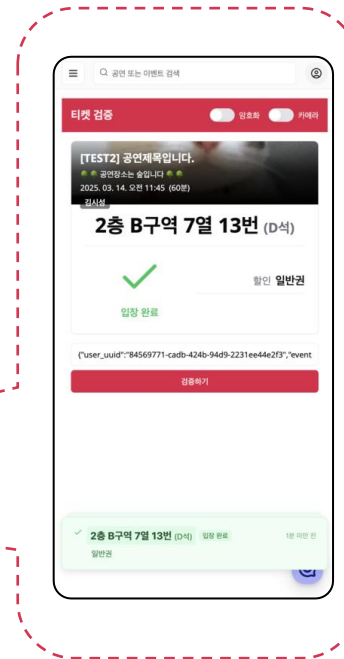 공연 또는 이벤트 검색
티켓 검증 암호화 카메라
[TEST2] 공연제목입니다.
공연장소는 숲입니다
2025. 03. 14. 오전 11:45 (60분)
김시성
2층 B구역 7열 13번 (D석)
할인 일반권
입장 완료
{"user_uuid":"84569771-cadb-424b-94d9-2231ee44e2f3","event
검증하기
2층 B구역 7열 13번 (D석) 입장 완료 1분 미만 전
일반권